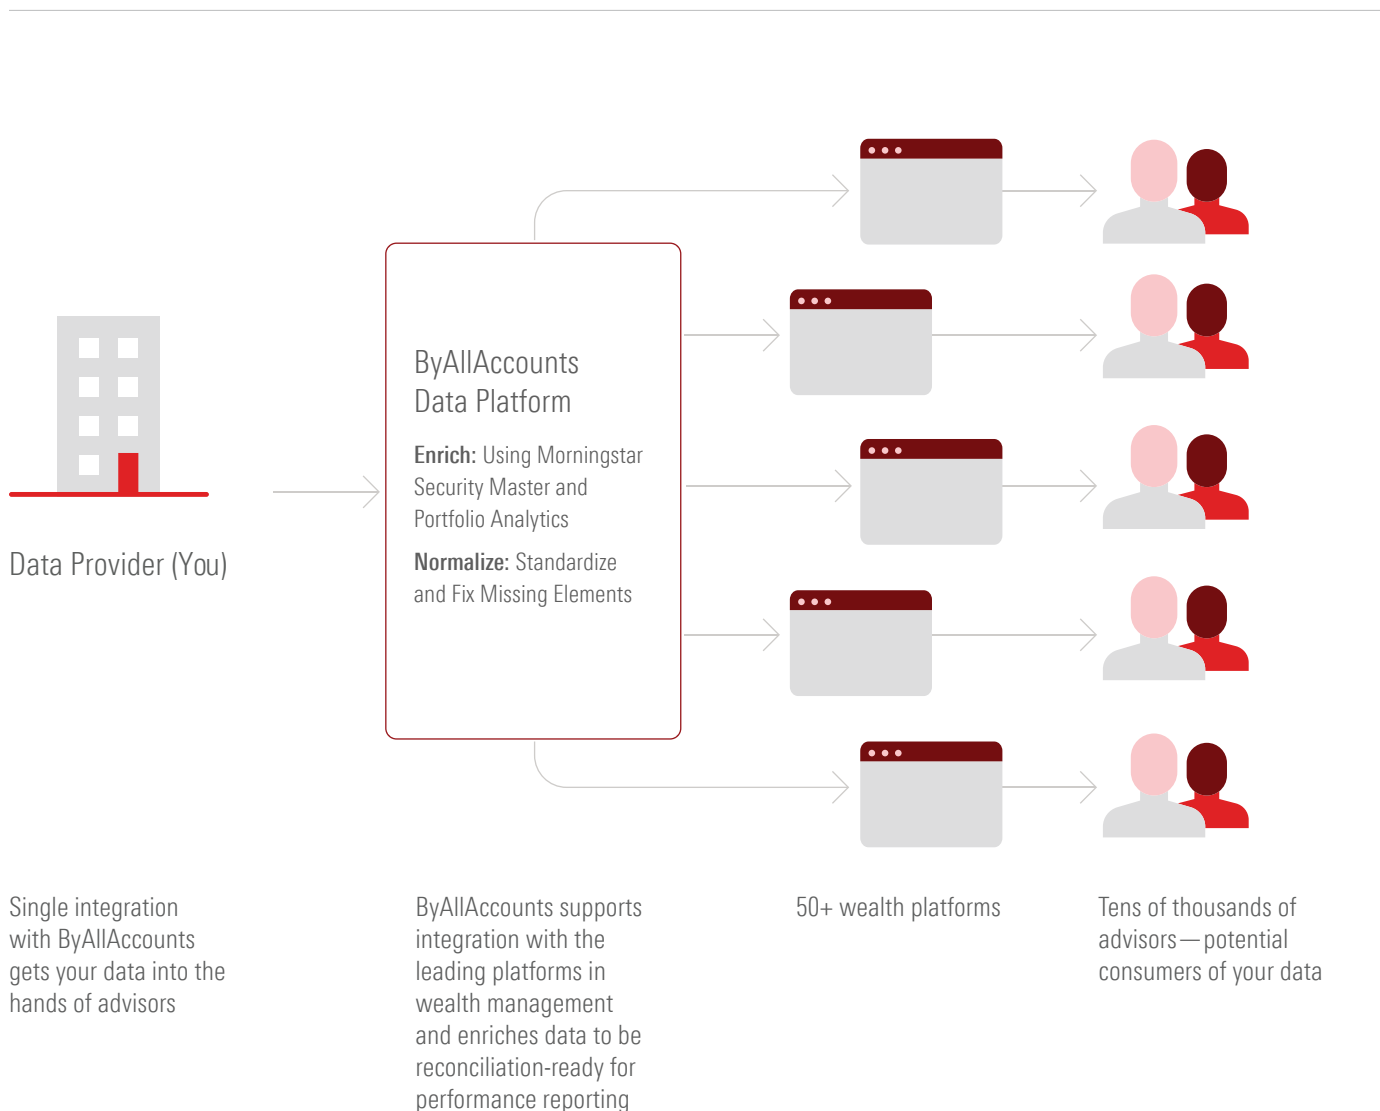 ByAllAccounts
Data Platform
Enrich: Using Morningstar
Security Master and
Portfolio Analytics
Normalize: Standardize
and Fix Missing Elements
Data Provider (You)
Single integration
with ByAllAccounts
gets your data into the
hands of advisors
ByAllAccounts supports
integration with the
leading platforms in
wealth management
and enriches data to be
reconciliation-ready for
performance reporting
50+ wealth platforms
Tens of thousands of
advisors—potential
consumers of your data